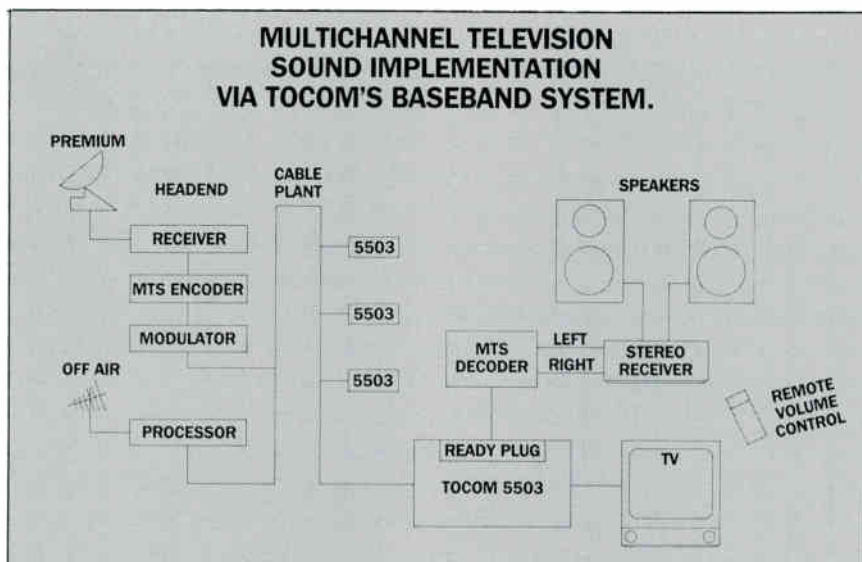 MULTICHANNEL TELEVISION
SOUND IMPLEMENTATION
VIA TOCOM'S BASEBAND SYSTEM.
PREMIUM
HEADEND
CABLE
PLANT
SPEAKERS
RECEIVER
5503
MTS ENCODER
5503
MODULATOR
OFF AIR
5503
MTS
DECODER
LEFT
RIGHT
STEREO
RECEIVER
REMOTE
VOLUME
CONTROL
PROCESSOR
READY PLUG
TOCOM 5503
TV